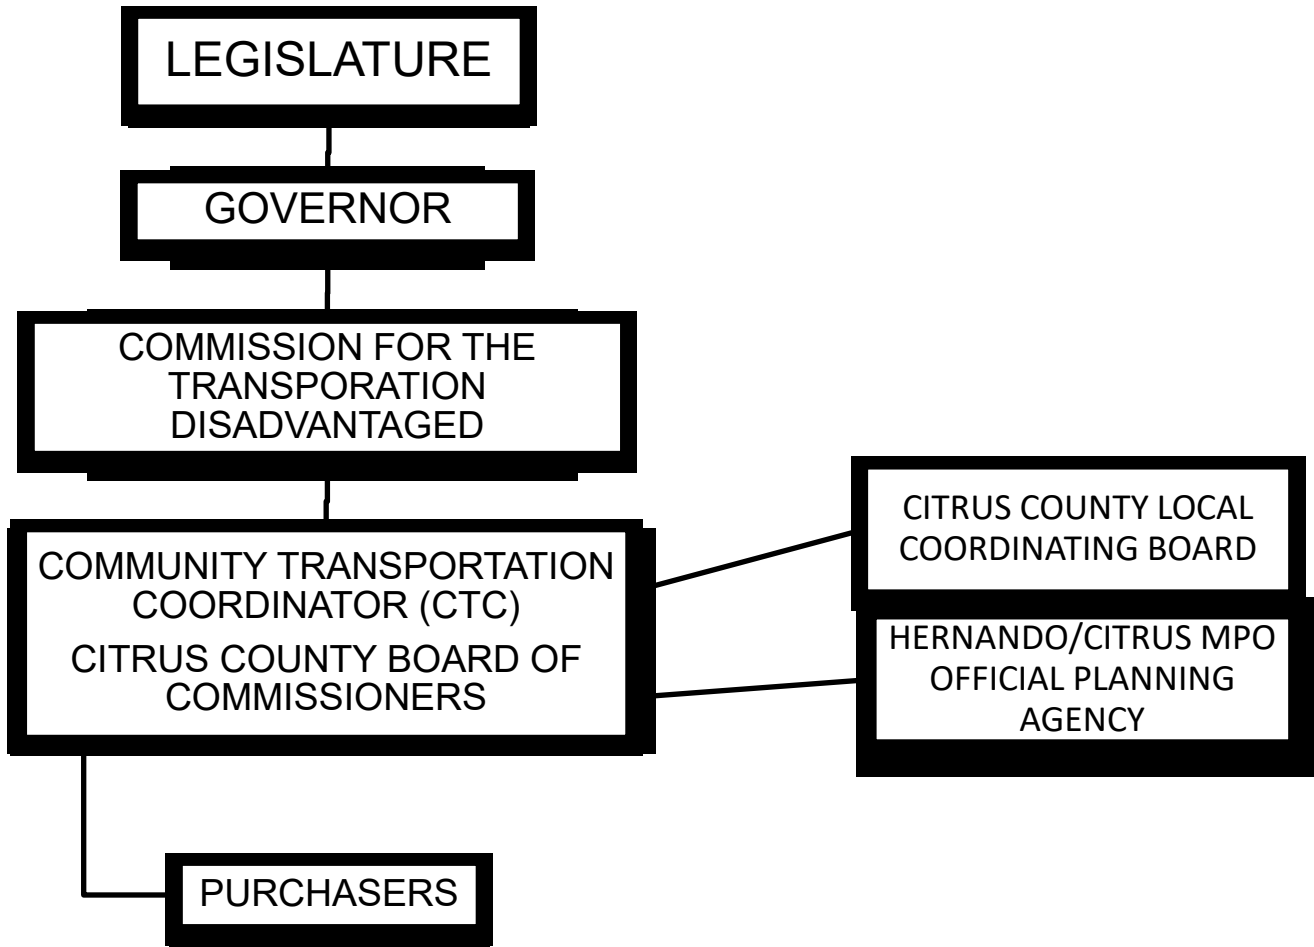 LEGISLATURE
GOVERNOR
COMMISSION FOR THE
TRANSPORATION
DISADVANTAGED
COMMUNITY TRANSPORTATION
COORDINATOR (CTC)
CITRUS COUNTY BOARD OF
COMMISSIONERS
CITRUS COUNTY LOCAL
COORDINATING BOARD
HERNANDO/CITRUS MPO
OFFICIAL PLANNING
AGENCY
PURCHASERS